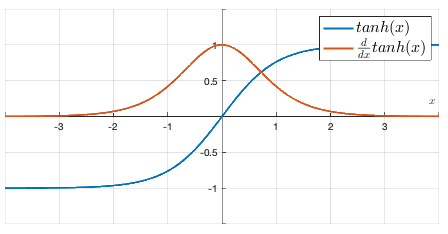 tanh(x)
d/dx tanh(x)
1
0.5
x
-3 -2 -1 1 2 3
-0.5
-1